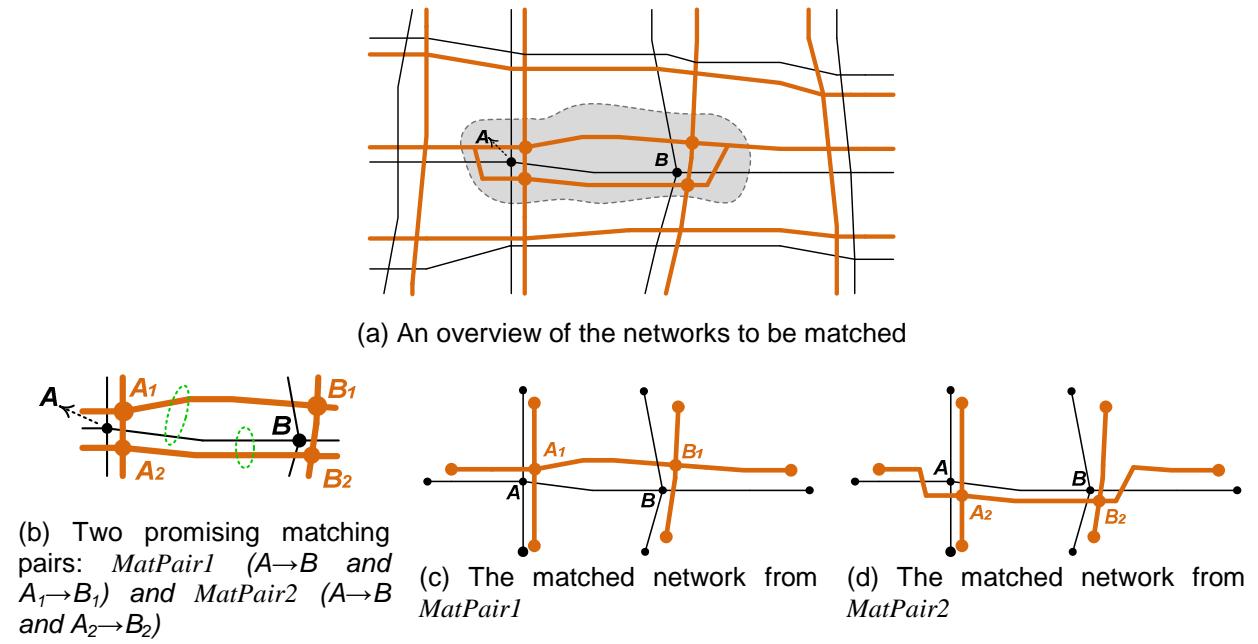 A
B
(a) An overview of the networks to be matched
A
A1
B1
B
A2
B2
(b) Two promising matching
pairs: MatPair1 (A→B and
A1→B1) and MatPair2 (A→B
and A2→B2)
A1
B1
A
B
(c) The matched network from
MatPair1
A
B
A2
B2
(d) The matched network from
MatPair2